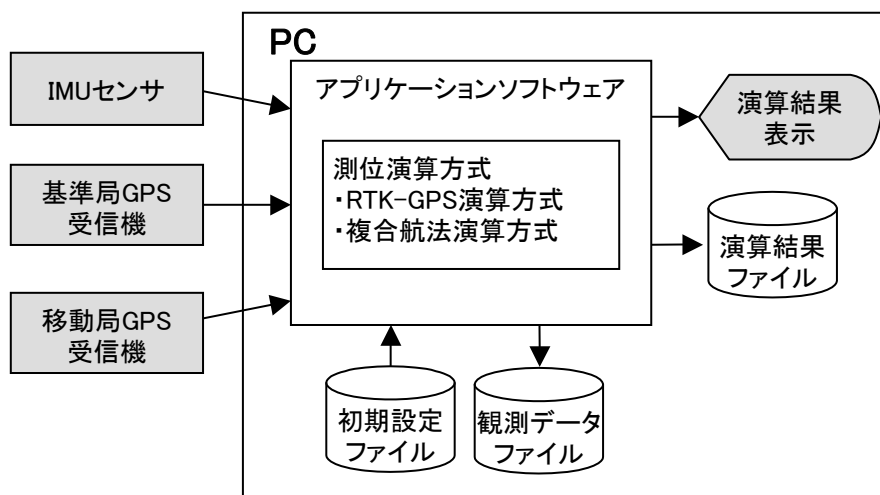 PC
IMUセンサ
アプリケーションソフトウェア
演算結果
表示
測位演算方式
・RTK-GPS演算方式
・複合航法演算方式
基準局GPS
受信機
演算結果
ファイル
移動局GPS
受信機
初期設定
ファイル
観測データ
ファイル